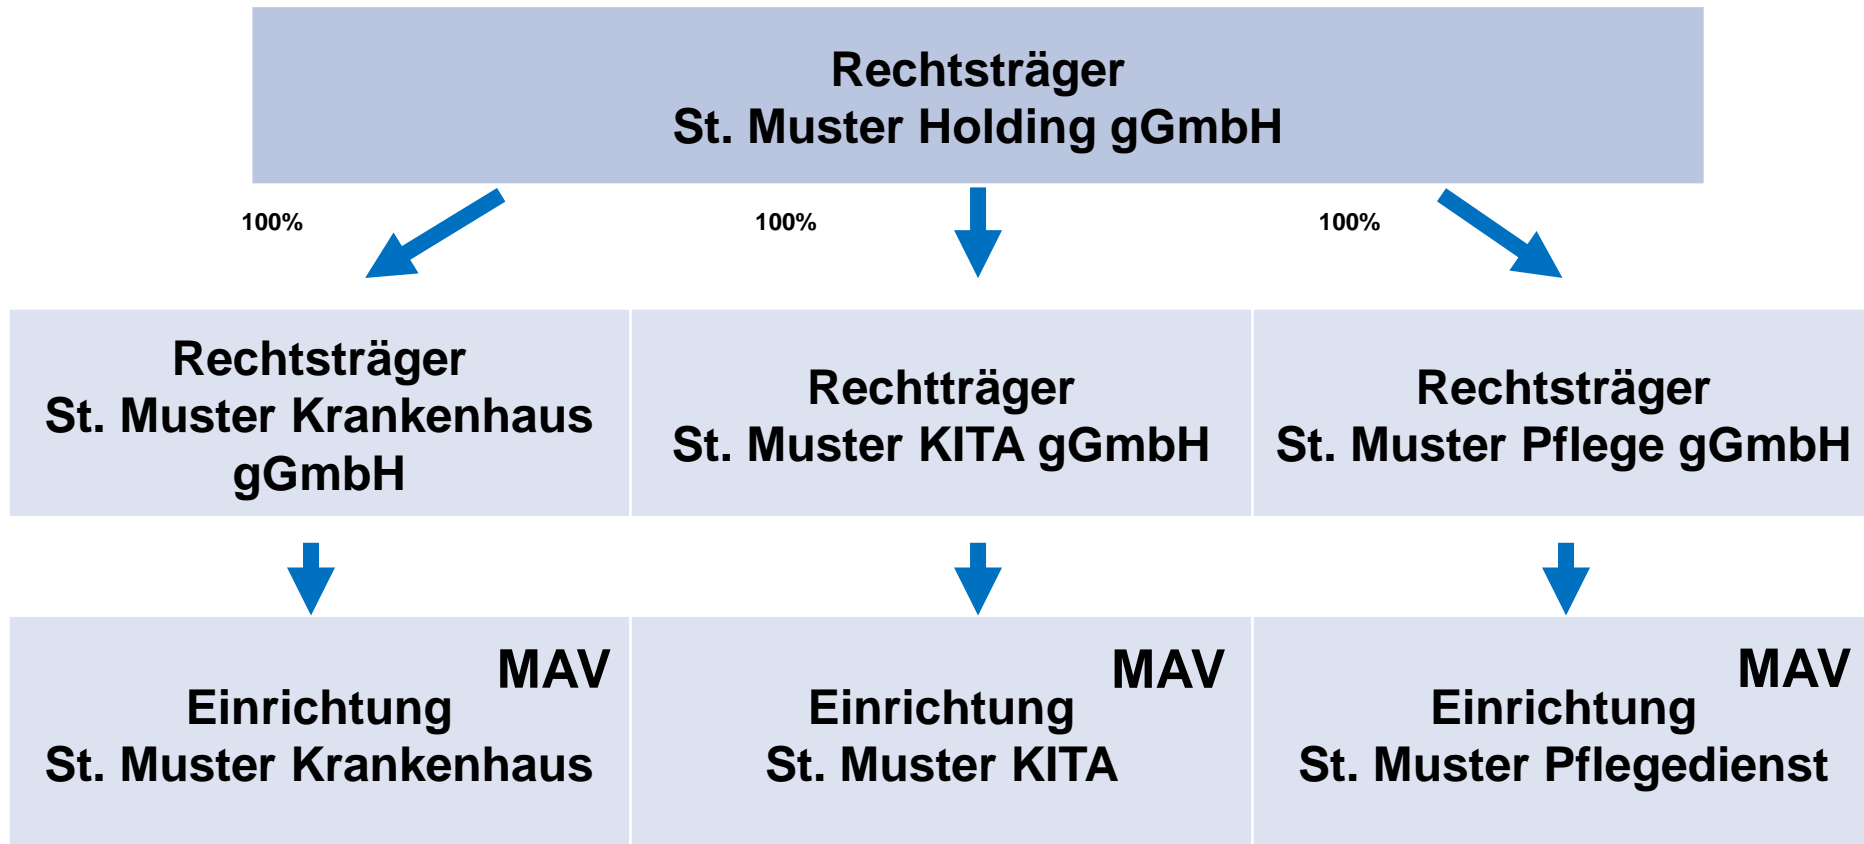 Rechtsträger
St. Muster Holding gGmbH
100%
100%
100%
Rechtsträger
St. Muster Krankenhaus
gGmbH
Rechtträger
St. Muster KITA gGmbH
Rechtsträger
St. Muster Pflege gGmbH
MAV
Einrichtung
St. Muster Krankenhaus
MAV
Einrichtung
St. Muster KITA
MAV
Einrichtung
St. Muster Pflegedienst